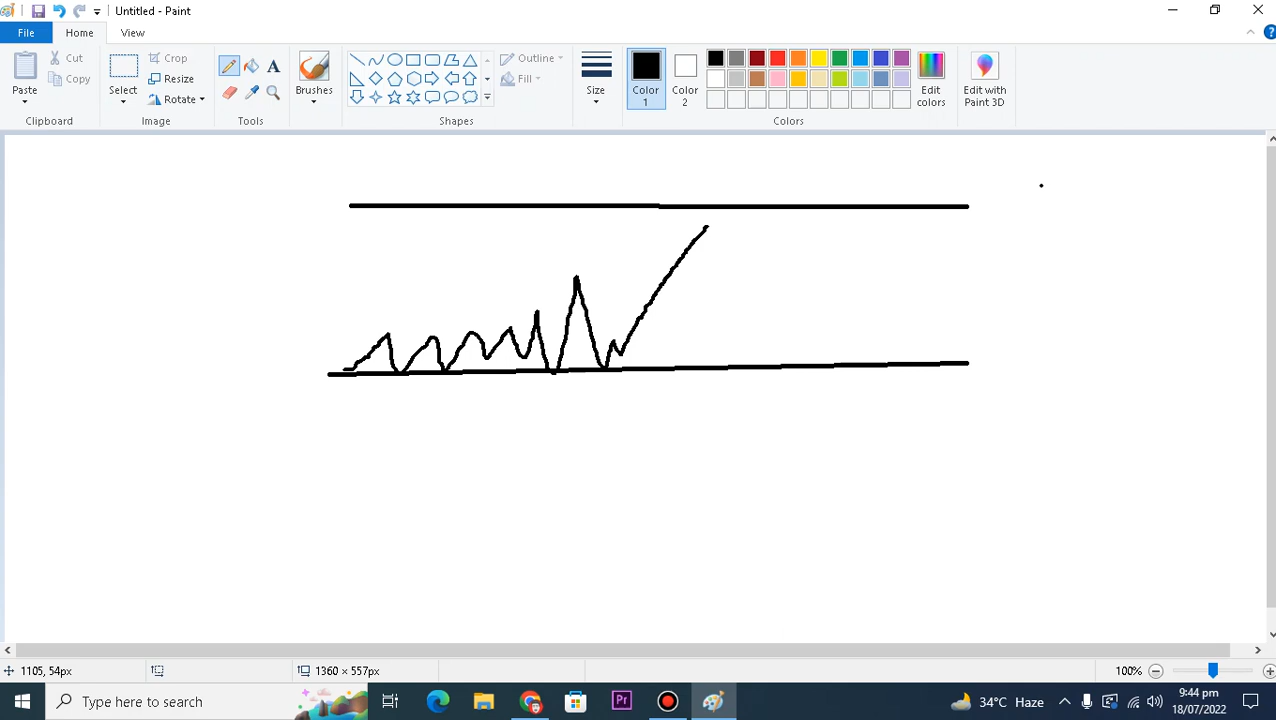 Untitled - Paint
File
Home
View
Paste
Cut
Copy
Clipboard
Select
Crop
Resize
Rotate
Image
A
Tools
Brushes
Outline
Fill
Shapes
Size
Color 1
Color 2
Edit colors
Colors
Edit with Paint 3D
1105, 54px
1360 × 557px
100%
Type here to search
Pr
34°C Haze
9:44 pm
18/07/2022